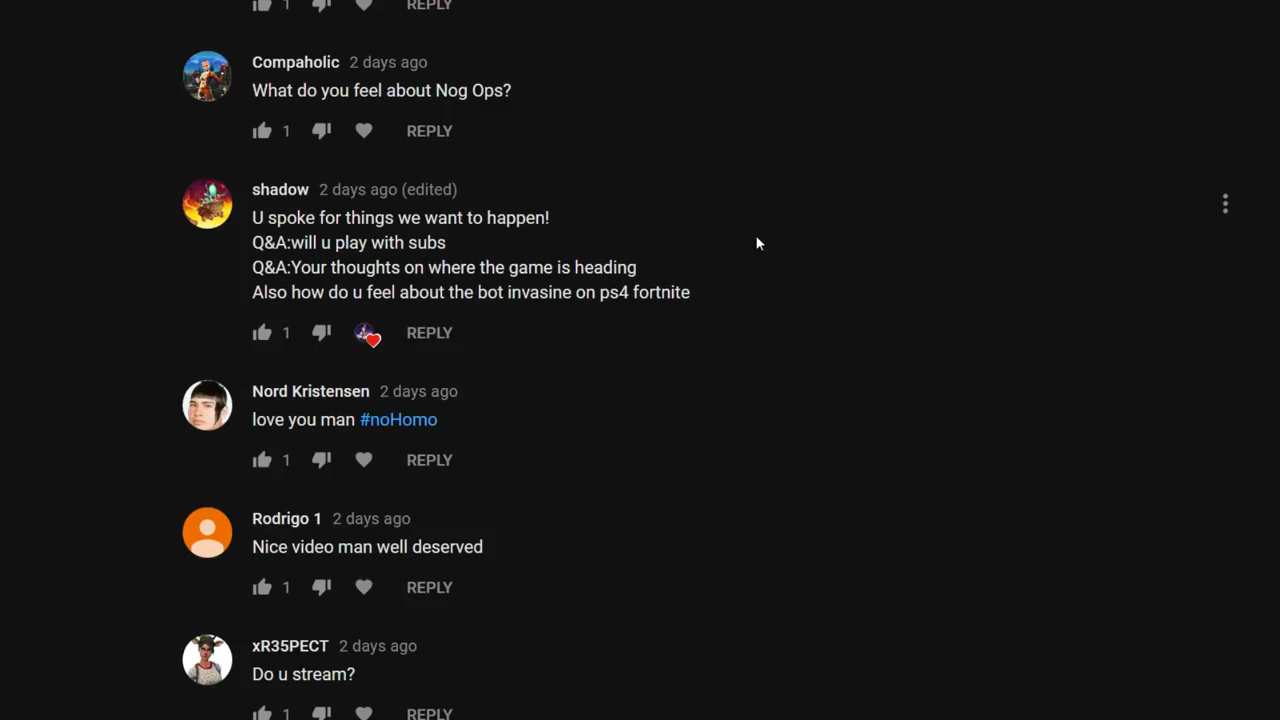 1 REPLY
Compaholic 2 days ago
What do you feel about Nog Ops?
1 REPLY
shadow 2 days ago (edited)
U spoke for things we want to happen!
Q&A:will u play with subs
Q&A:Your thoughts on where the game is heading
Also how do u feel about the bot invasine on ps4 fortnite
1 REPLY
Nord Kristensen 2 days ago
love you man #noHomo
1 REPLY
Rodrigo 1 2 days ago
Nice video man well deserved
1 REPLY
xR35PECT 2 days ago
Do u stream?
1 REPLY